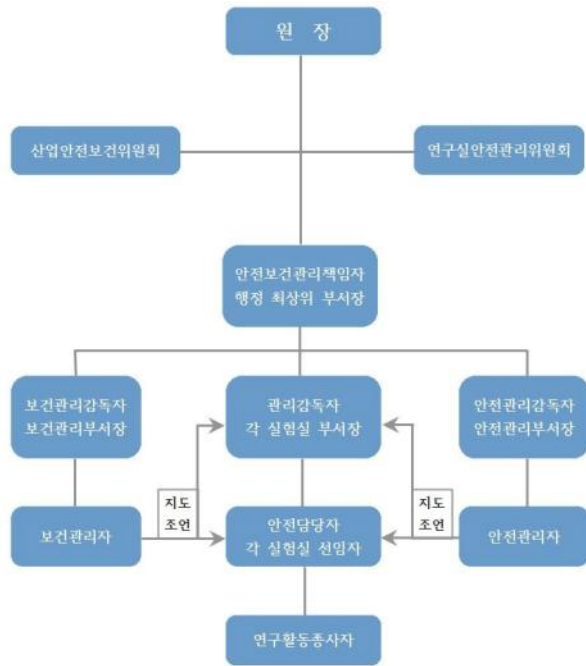 원 장
산업안전보건위원회
연구실안전관리위원회
안전보건관리책임자
행정 최상위 부서장
보건관리감독자
보건관리부서장
관리감독자
각 실험실 부서장
안전관리감독자
안전관리부서장
지도
조언
지도
조언
보건관리자
안전담당자
각 실험실 선임자
안전관리자
연구활동종사자